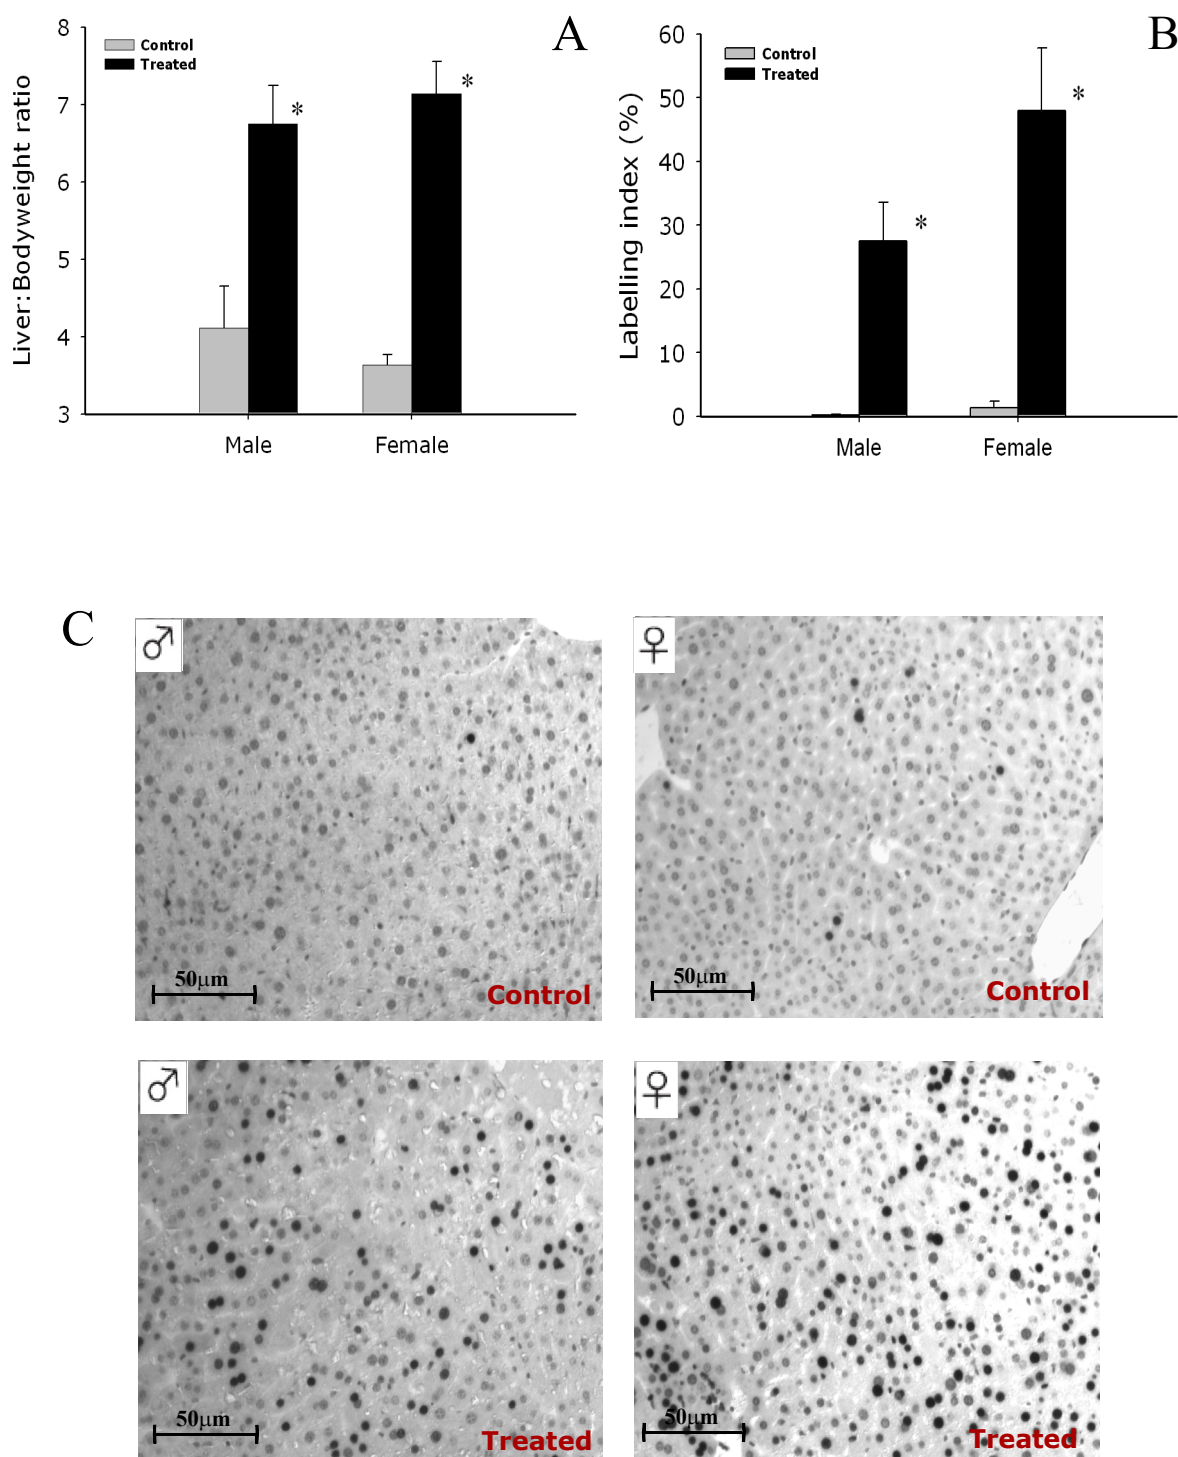 A
8
7
6
5
4
3
Liver:Bodyweight ratio
Control
Treated
*
*
Male
Female
B
60
50
40
30
20
10
0
Labelling index (%)
Control
Treated
*
*
Male
Female
C
♂
50μm
Control
♀
50μm
Control
♂
50μm
Treated
♀
50μm
Treated